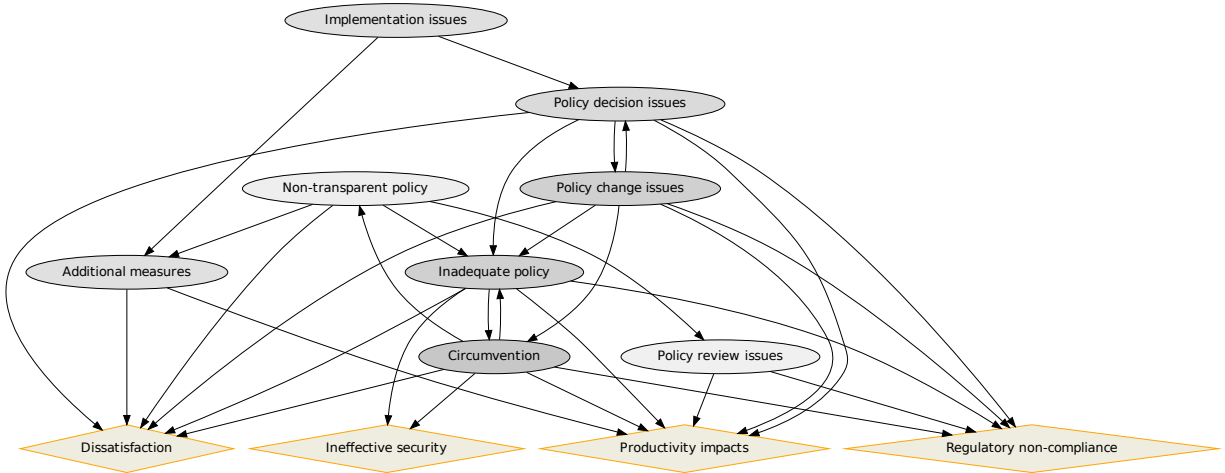 Implementation issues
Policy decision issues
Non-transparent policy
Policy change issues
Additional measures
Inadequate policy
Circumvention
Policy review issues
Dissatisfaction
Ineffective security
Productivity impacts
Regulatory non-compliance